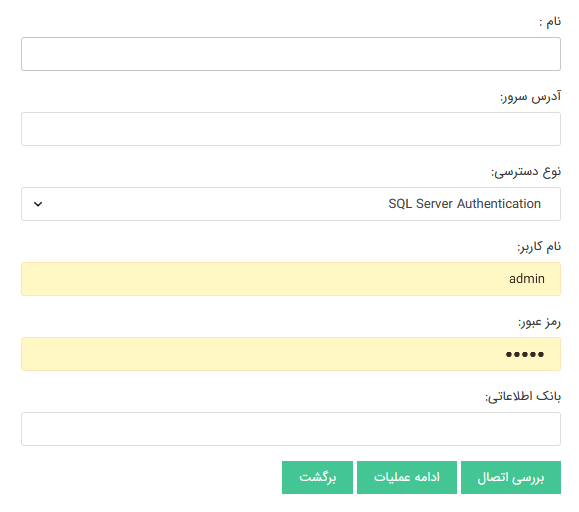 نام :
آدرس سرور:
نوع دسترسی:
SQL Server Authentication
نام کاربر:
admin
رمز عبور:
•••••
بانک اطلاعاتی:
بررسی اتصال ادامه عملیات برگشت